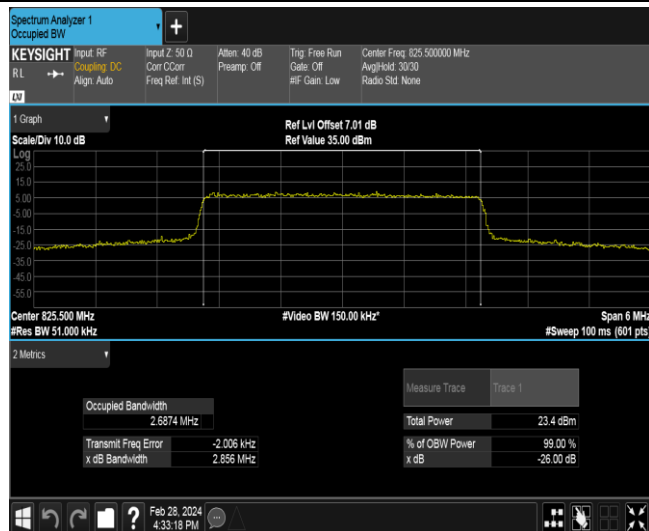 Spectrum Analyzer 1
Occupied BW
+
KEYSIGHT
RL
Input: RF
Coupling: DC
Align: Auto
Input Z: 50 Ω
Corr CCorr
Freq Ref: Int (S)
Atten: 40 dB
Preamp: Off
Trig: Free Run
Gate: Off
#IF Gain: Low
Center Freq: 825.500000 MHz
Avg|Hold: 30/30
Radio Std: None
1 Graph
Scale/Div 10.0 dB
Ref Lvl Offset 7.01 dB
Ref Value 35.00 dBm
Log
25.0
15.0
5.00
-5.00
-15.0
-25.0
-35.0
-45.0
-55.0
Center 825.500 MHz
#Res BW 51.000 kHz
#Video BW 150.00 kHz*
Span 6 MHz
#Sweep 100 ms (601 pts)
2 Metrics
Measure Trace Trace 1
Occupied Bandwidth
2.6874 MHz
Total Power 23.4 dBm
Transmit Freq Error -2.006 kHz
% of OBW Power 99.00 %
x dB Bandwidth 2.856 MHz
x dB -26.00 dB
?
Feb 28, 2024
4:33:18 PM